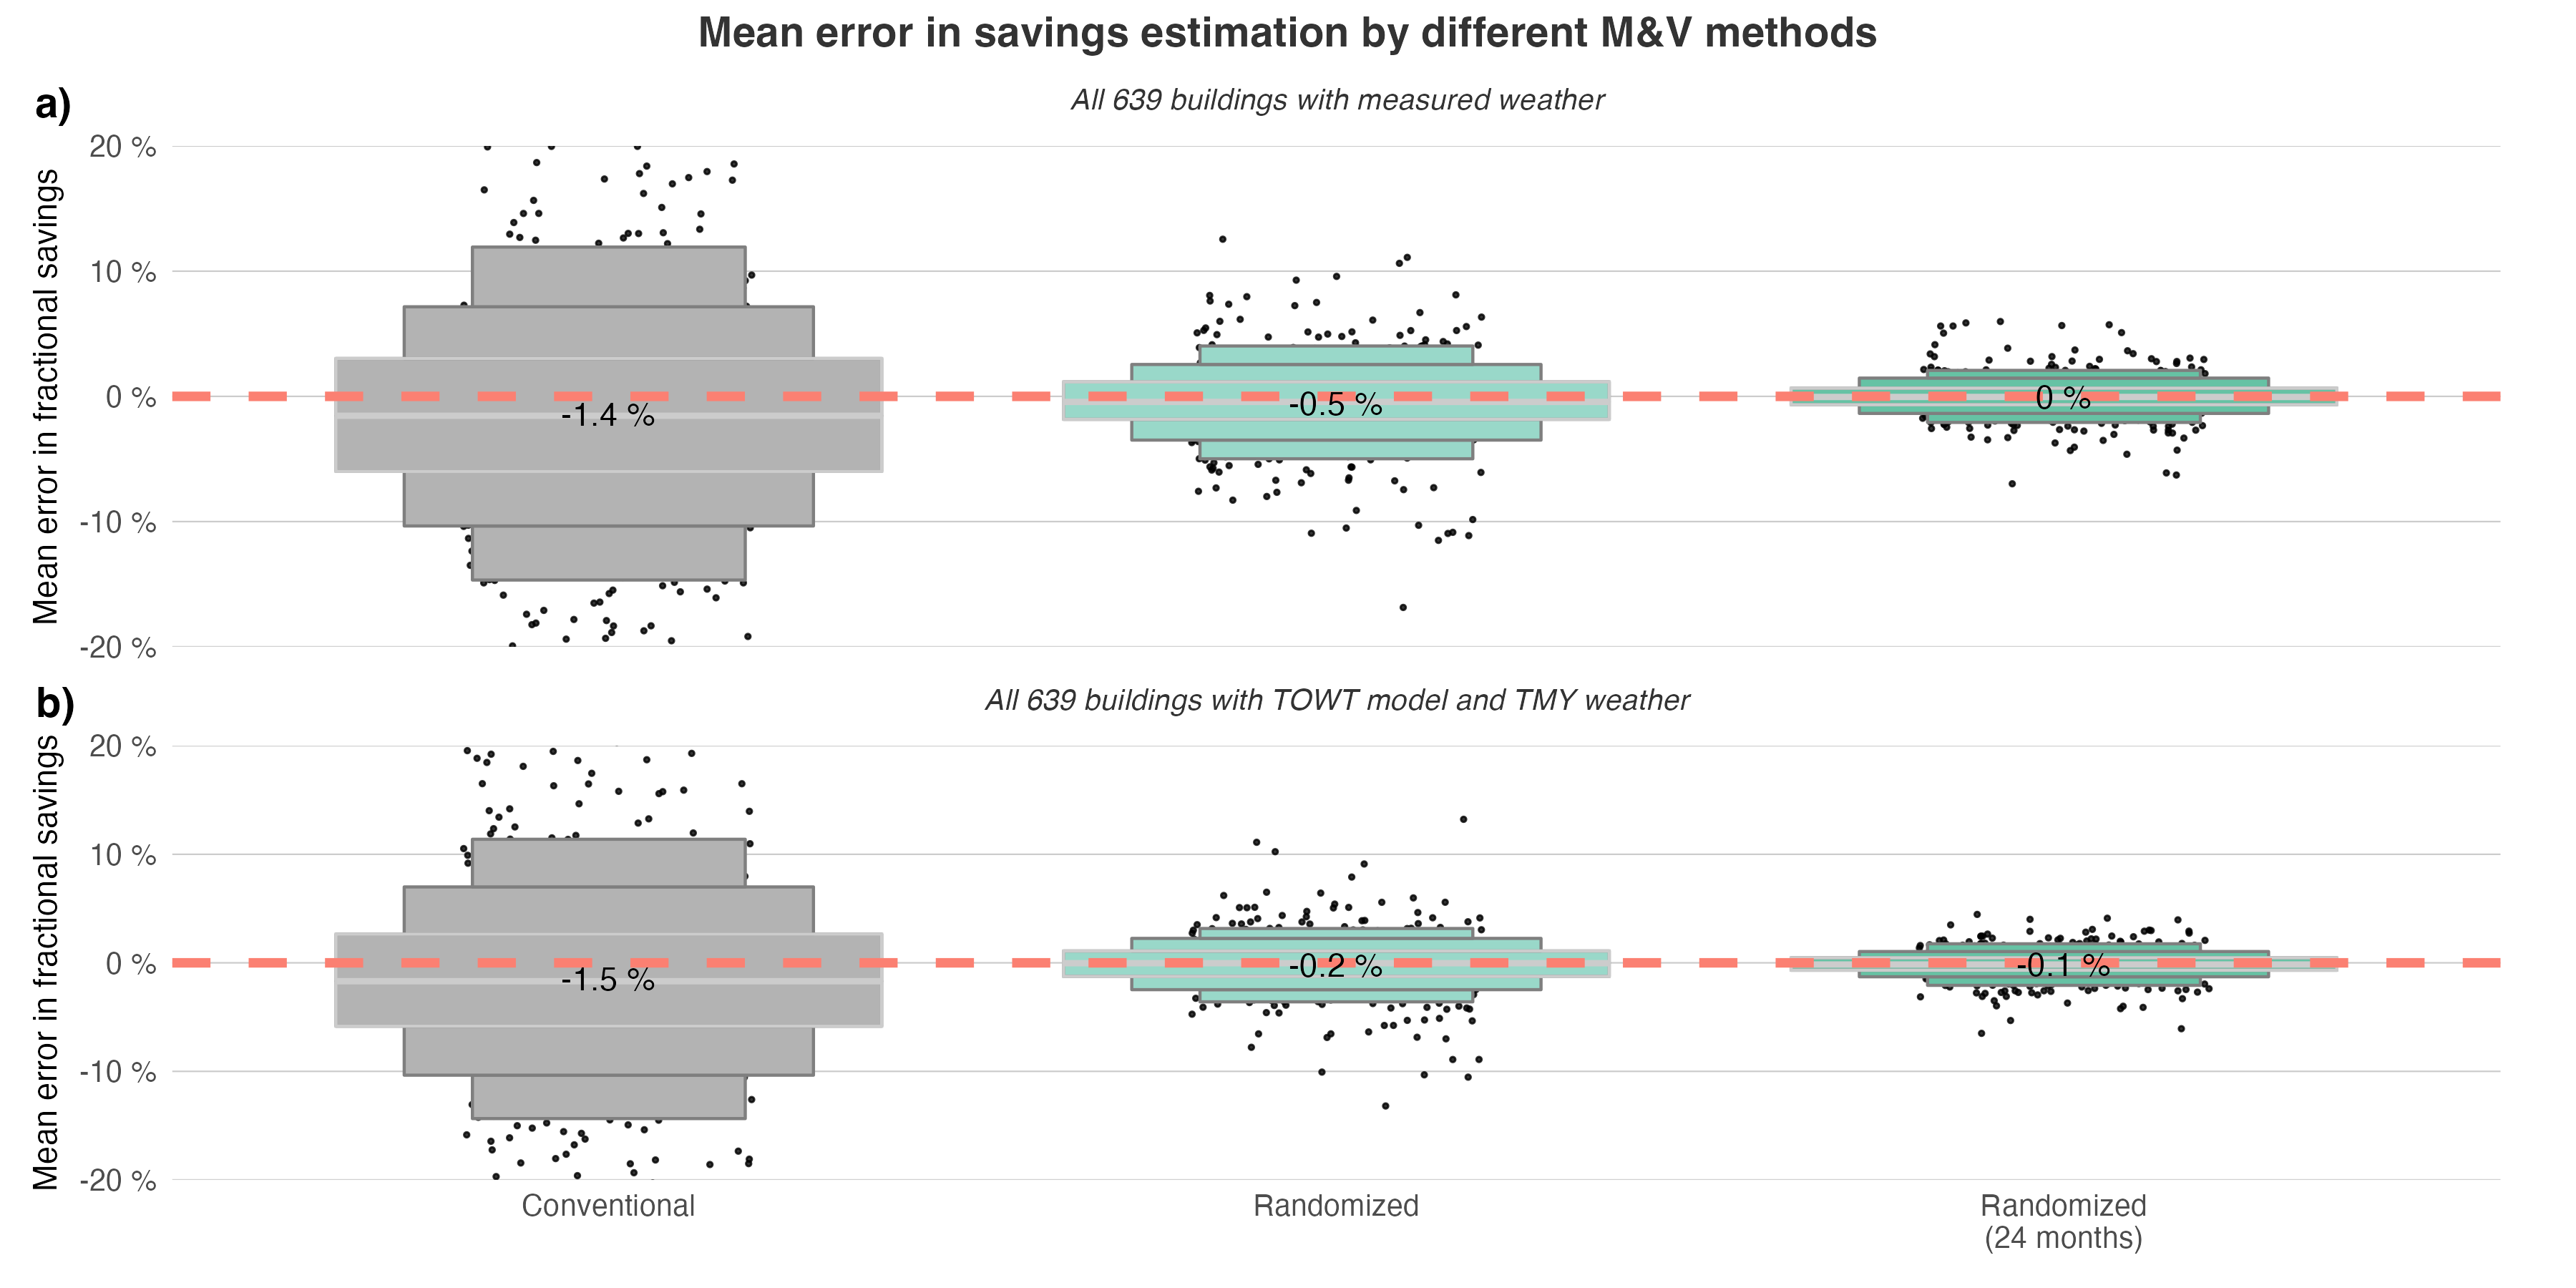 Mean error in savings estimation by different M&V methods
a)
All 639 buildings with measured weather
Mean error in fractional savings
20 %
10 %
0 %
-10 %
-20 %
-1.4 %
-0.5 %
0 %
b)
All 639 buildings with TOWT model and TMY weather
Mean error in fractional savings
20 %
10 %
0 %
-10 %
-20 %
-1.5 %
-0.2 %
-0.1 %
Conventional
Randomized
Randomized
(24 months)